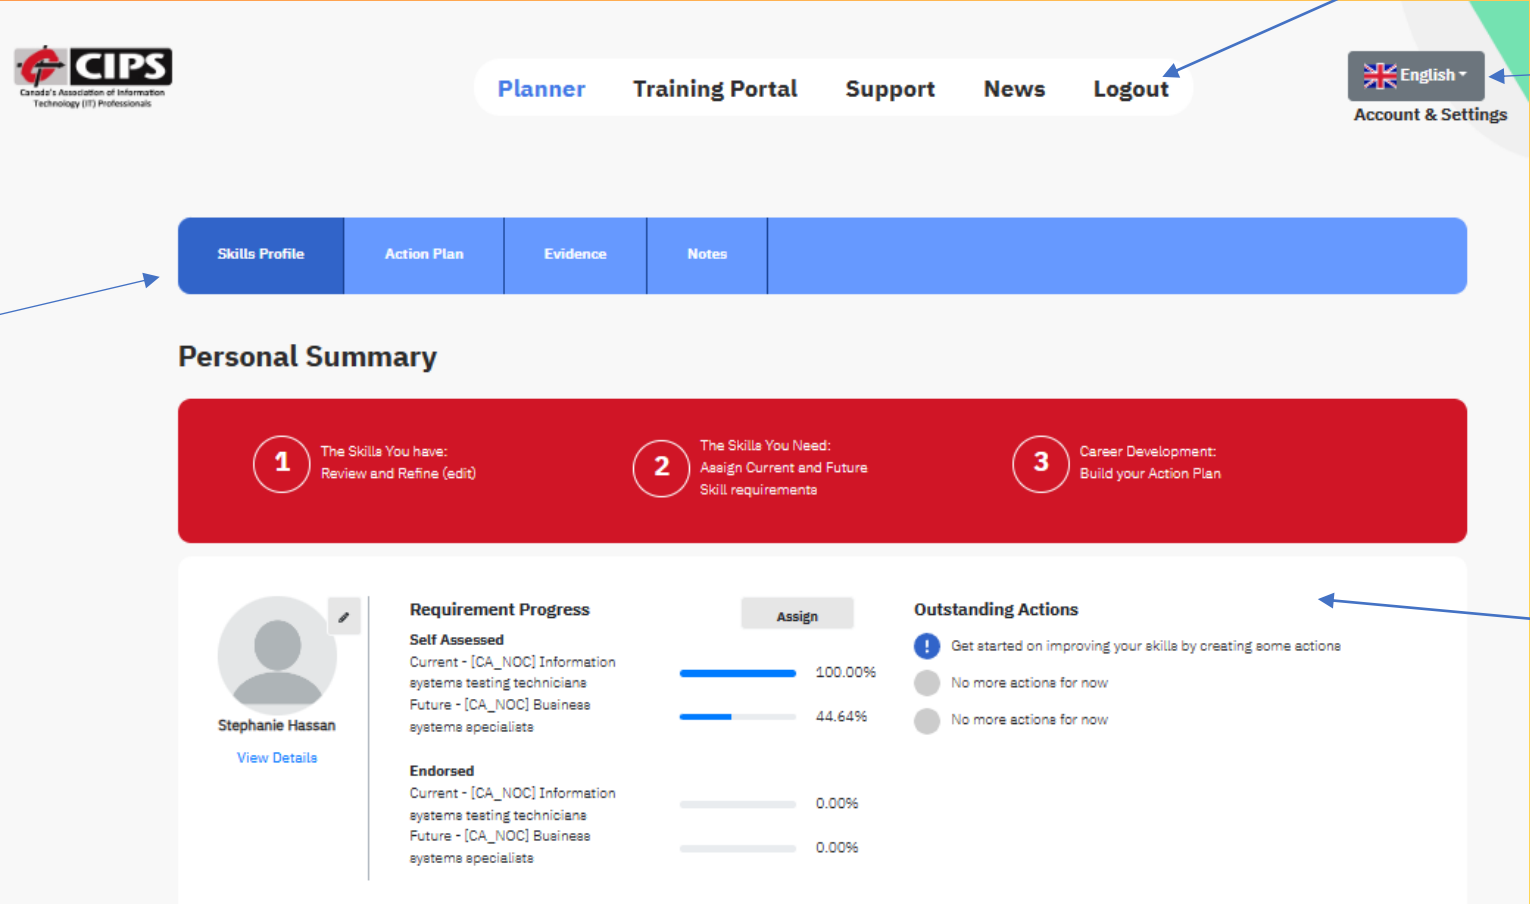 CIPS
Canada's Association of Information
Technology (IT) Professionals
Planner
Training Portal
Support
News
Logout
English
Account & Settings
Skills Profile
Action Plan
Evidence
Notes
Personal Summary
1
The Skills You have:
Review and Refine (edit)
2
The Skills You Need:
Assign Current and Future
Skill requirements
3
Career Development:
Build your Action Plan
Stephanie Hassan
View Details
Requirement Progress
Assign
Self Assessed
Current - [CA_NOC] Information
systems testing technicians
100.00%
Future - [CA_NOC] Business
systems specialists
44.64%
Endorsed
Current - [CA_NOC] Information
systems testing technicians
0.00%
Future - [CA_NOC] Business
systems specialists
0.00%
Outstanding Actions
! Get started on improving your skills by creating some actions
No more actions for now
No more actions for now